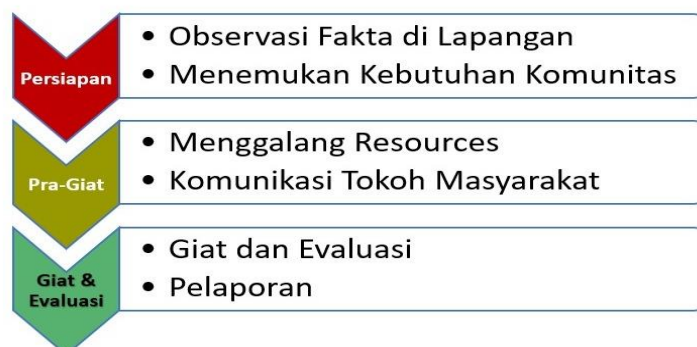 Persiapan
• Observasi Fakta di Lapangan
• Menemukan Kebutuhan Komunitas
Pra-Giat
• Menggalang Resources
• Komunikasi Tokoh Masyarakat
Giat &
Evaluasi
• Giat dan Evaluasi
• Pelaporan